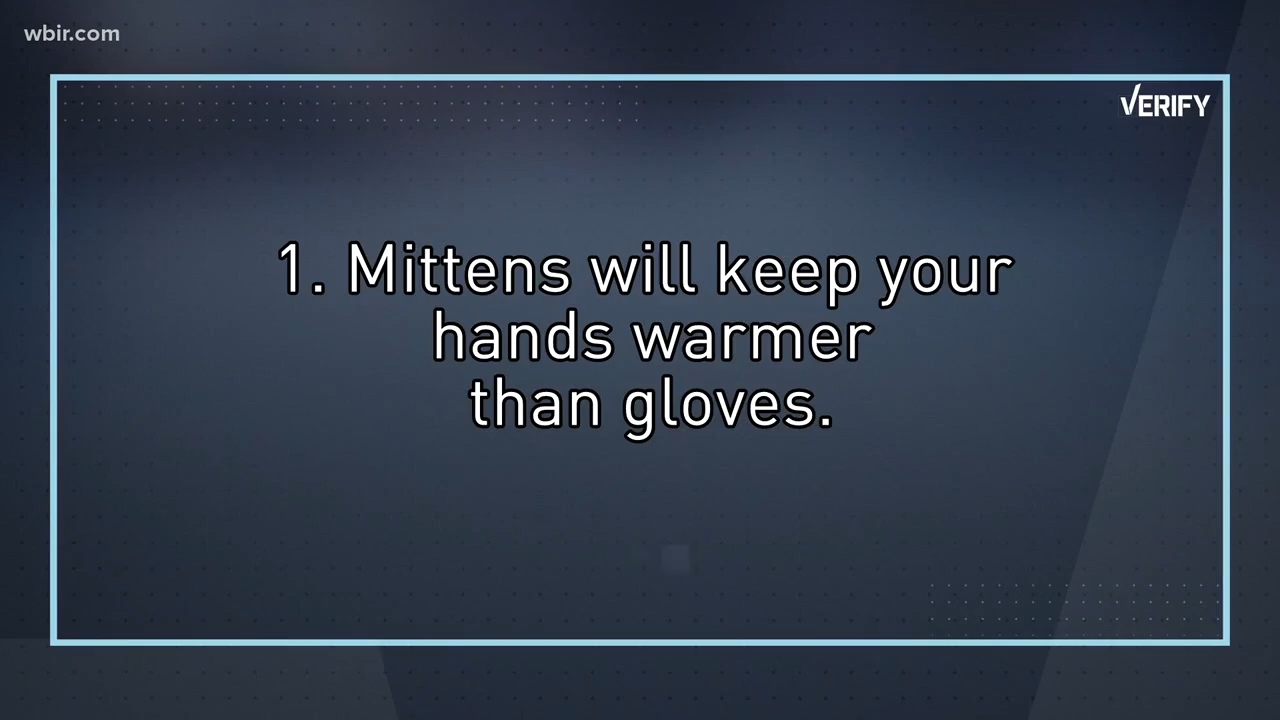 wbir.com
VERIFY
1. Mittens will keep your
hands warmer
than gloves.